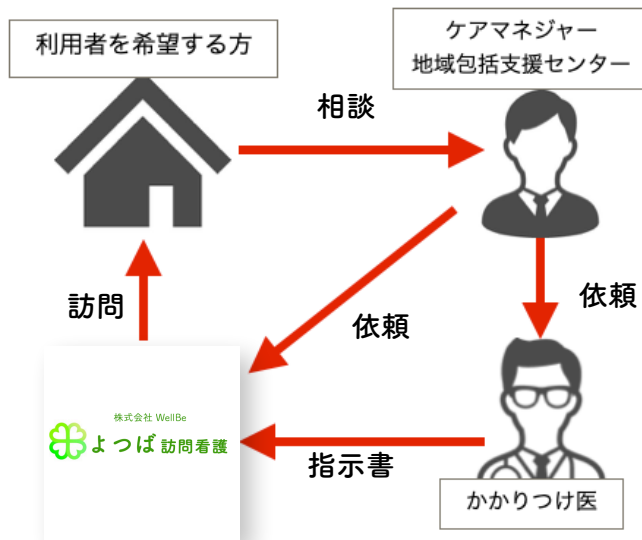 利用者を希望する方
ケアマネジャー
地域包括支援センター
相談
訪問
依頼
依頼
株式会社 WellBe
よつば 訪問看護
指示書
かかりつけ医